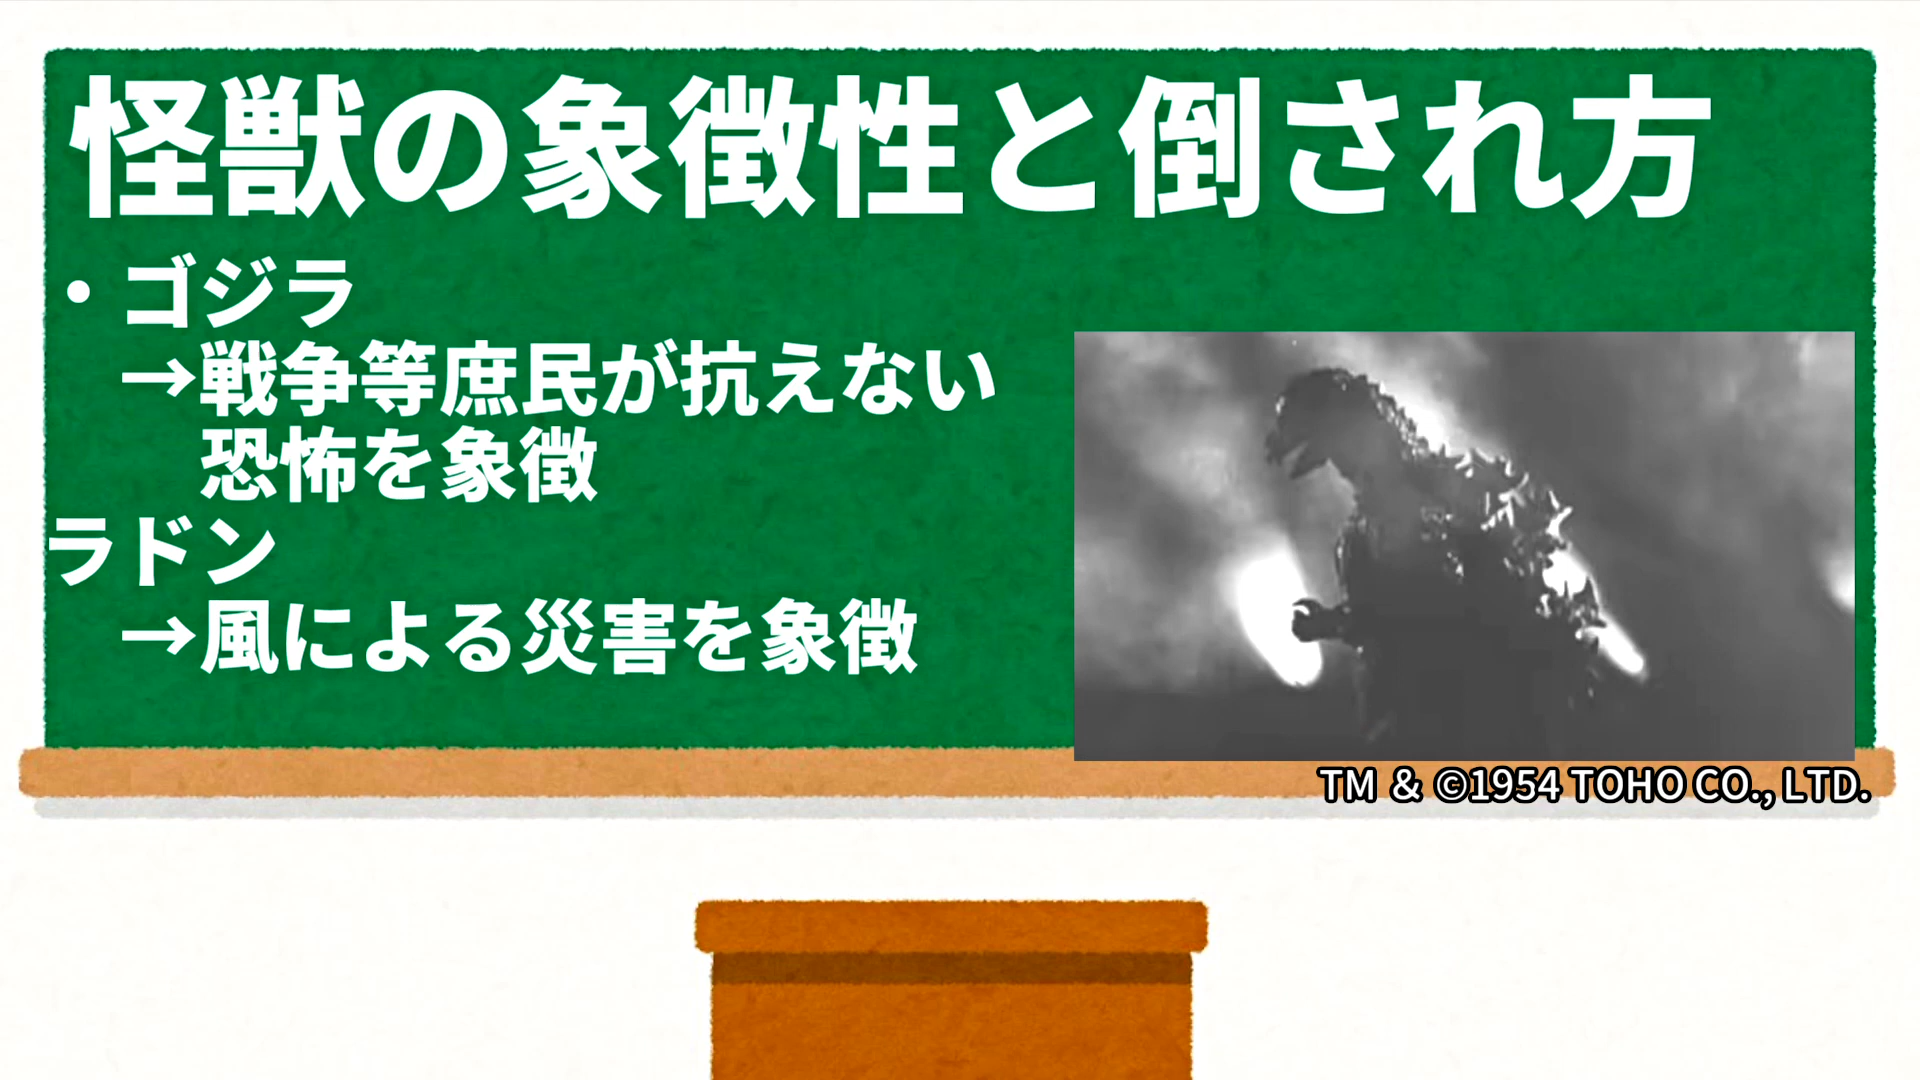 怪獣の象徴性と倒され方
・ゴジラ
→戦争等庶民が抗えない
恐怖を象徴
ラドン
→風による災害を象徴
TM & ©1954 TOHO CO., LTD.